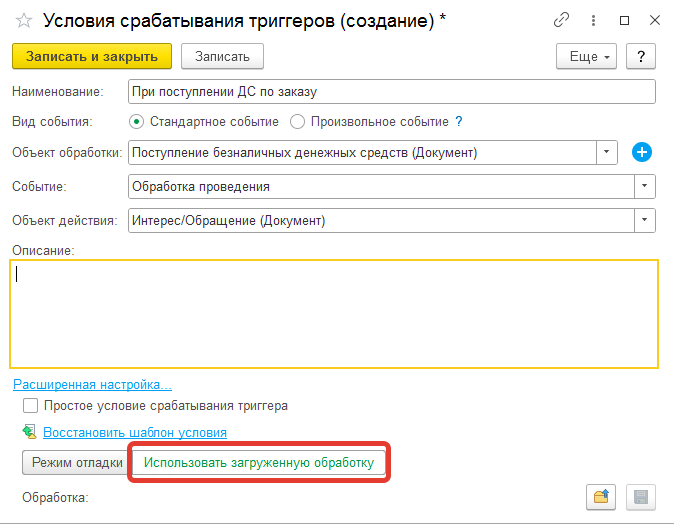 Условия срабатывания триггеров (создание) *
Записать и закрыть Записать Еще ?
Наименование: При поступлении ДС по заказу
Вид события: Стандартное событие Произвольное событие ?
Объект обработки: Поступление безналичных денежных средств (Документ)
Событие: Обработка проведения
Объект действия: Интерес/Обращение (Документ)
Описание:
Расширенная настройка...
Простое условие срабатывания триггера
Восстановить шаблон условия
Режим отладки Использовать загруженную обработку
Обработка: